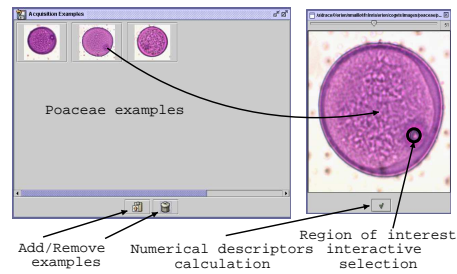 Acquisition Examples
Poaceae examples
Add/Remove
examples
Numerical descriptors
calculation
Region of interest
interactive
selection